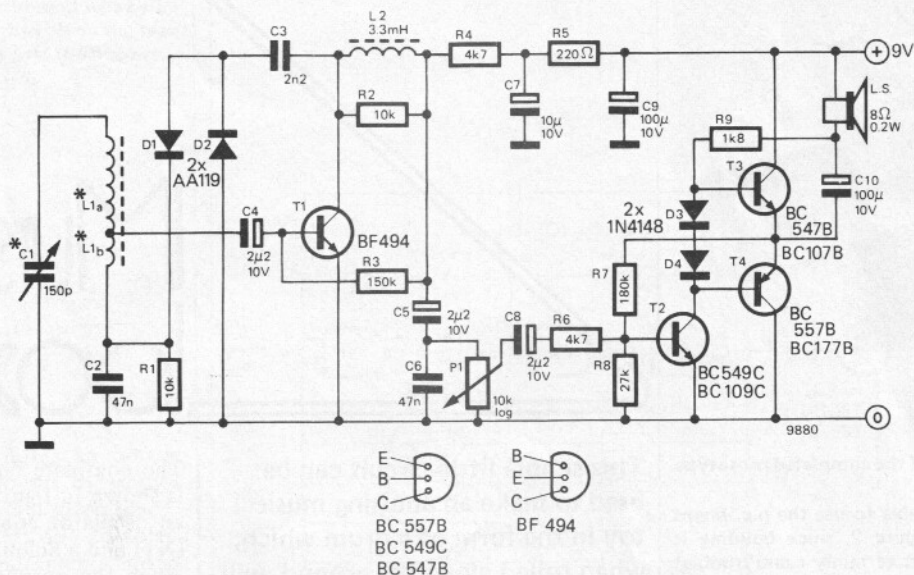 L2
3.3mH
C3
2n2
R4
4k7
R5
220Ω
+
9V
C7
10µ
10V
C9
100µ
10V
L.S.
8Ω
0.2W
R2
10k
D1
D2
2x
AA119
R9
1k8
T3
BC
547B
BC107B
C10
100µ
10V
*
L1a
*
L1b
C4
2µ2
10V
T1
BF494
2x
1N4148
D3
D4
*
C1
150p
R3
150k
R7
180k
T4
BC
557B
BC177B
C5
2µ2
10V
C8
2µ2
10V
R6
4k7
T2
BC549C
BC109C
C2
47n
R1
10k
C6
47n
P1
10k
log
R8
27k
0
9880
E
B
C
BC 557B
BC 549C
BC 547B
B
E
C
BF 494